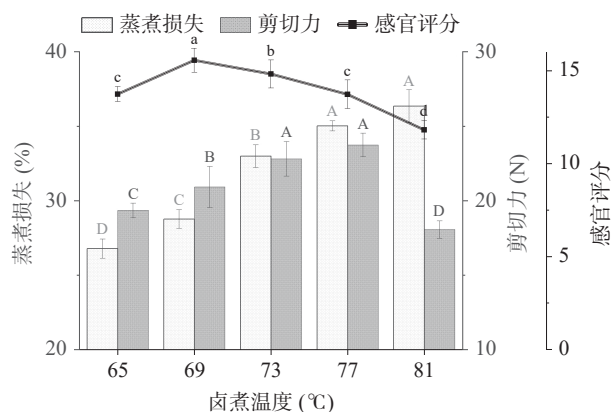 蒸煮损失 剪切力 感官评分
40 30 15
30 20 10
5
20 10 0
蒸煮损失 (%)
剪切力 (N)
感官评分
c a b c d
D C C B B A A A A D
65 69 73 77 81
卤煮温度 (℃)